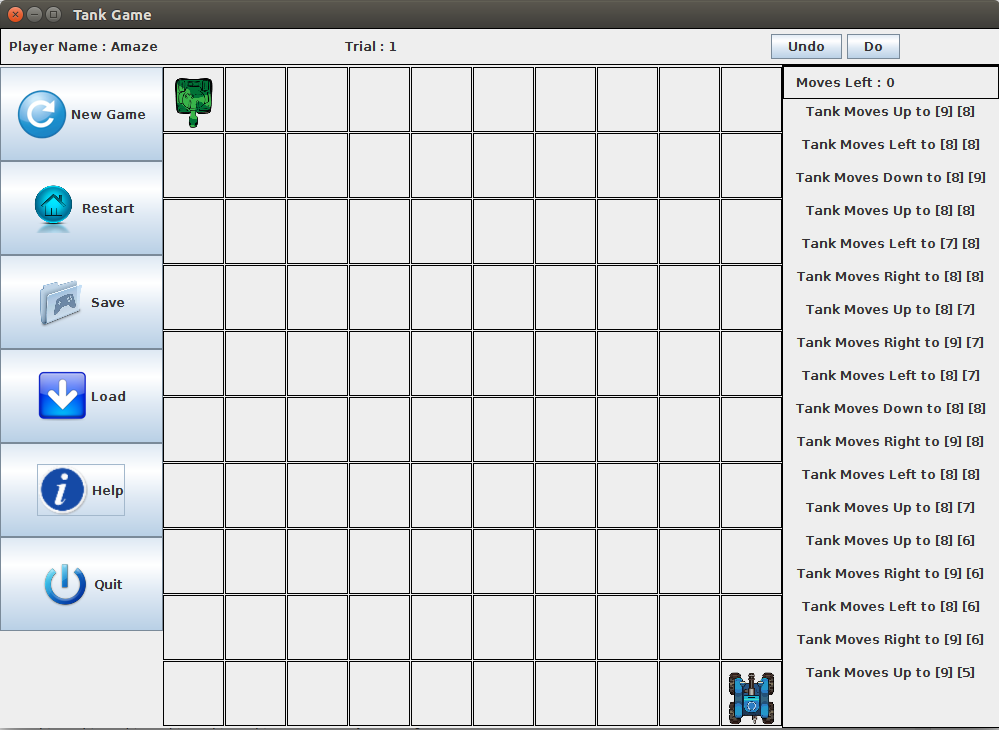 Tank Game
Player Name : Amaze
Trial : 1
Undo
Do
New Game
Restart
Save
Load
Help
Quit
Moves Left : 0
Tank Moves Up to [9] [8]
Tank Moves Left to [8] [8]
Tank Moves Down to [8] [9]
Tank Moves Up to [8] [8]
Tank Moves Left to [7] [8]
Tank Moves Right to [8] [8]
Tank Moves Up to [8] [7]
Tank Moves Right to [9] [7]
Tank Moves Left to [8] [7]
Tank Moves Down to [8] [8]
Tank Moves Right to [9] [8]
Tank Moves Left to [8] [8]
Tank Moves Up to [8] [7]
Tank Moves Up to [8] [6]
Tank Moves Right to [9] [6]
Tank Moves Left to [8] [6]
Tank Moves Right to [9] [6]
Tank Moves Up to [9] [5]